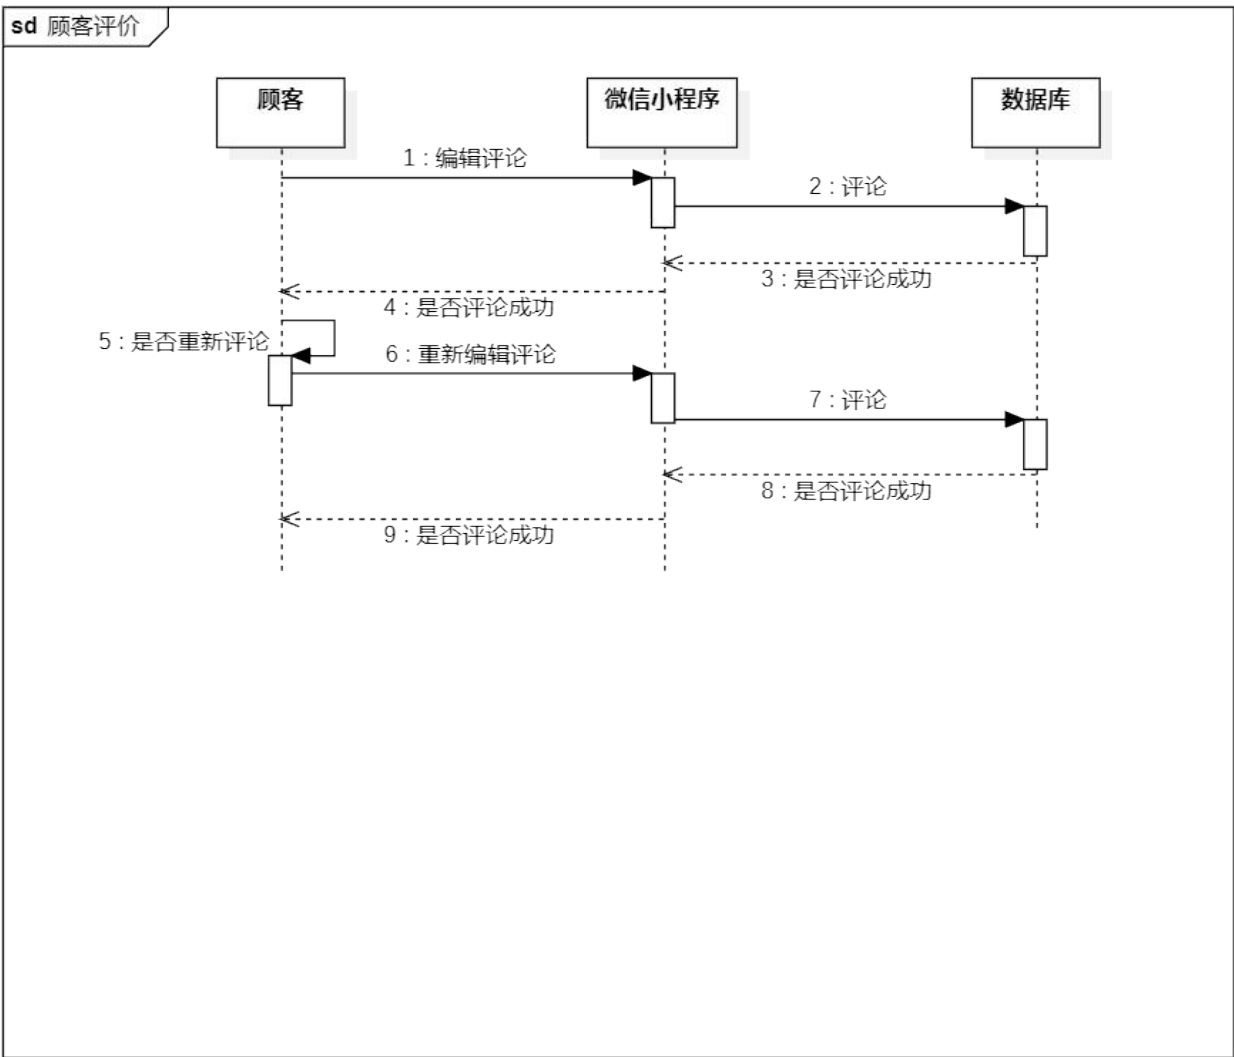 sd 顾客评价
顾客
微信小程序
数据库
1 : 编辑评论
2 : 评论
3 : 是否评论成功
4 : 是否评论成功
5 : 是否重新评论
6 : 重新编辑评论
7 : 评论
8 : 是否评论成功
9 : 是否评论成功